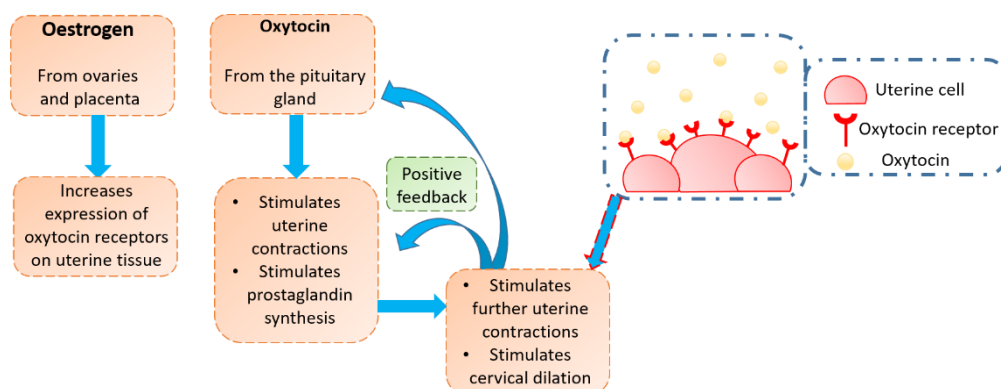 Oestrogen
From ovaries
and placenta
Increases
expression of
oxytocin receptors
on uterine tissue
Oxytocin
From the pituitary
gland
• Stimulates
uterine
contractions
• Stimulates
prostaglandin
synthesis
Positive
feedback
• Stimulates
further uterine
contractions
• Stimulates
cervical dilation
Uterine cell
Oxytocin receptor
Oxytocin